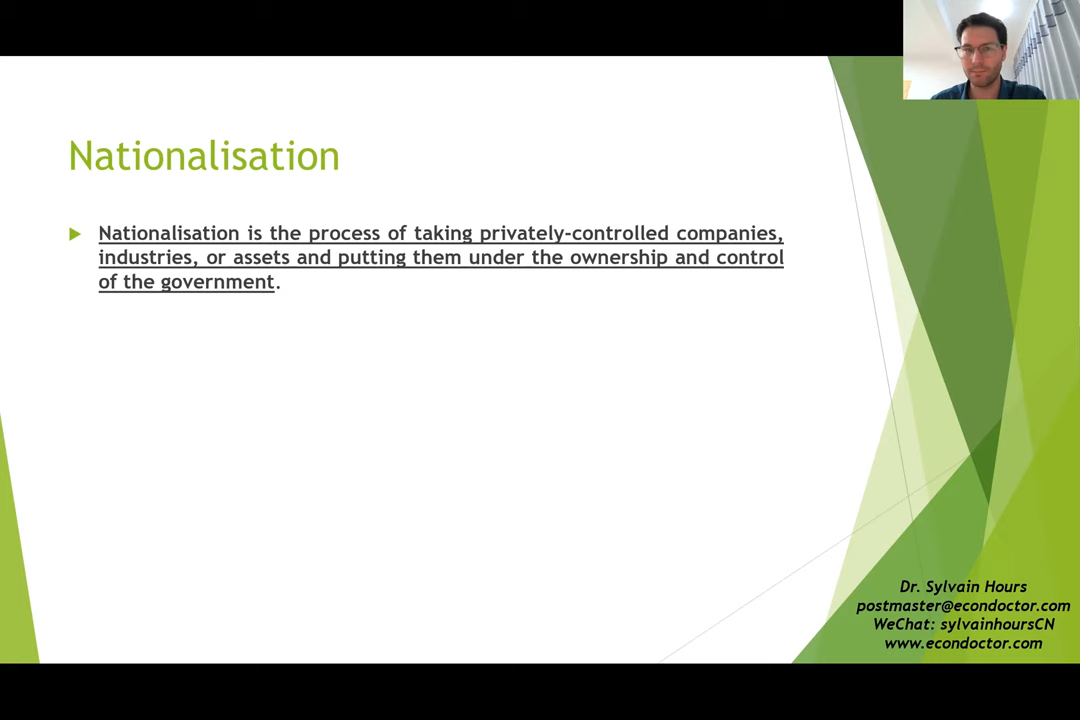 Nationalisation
Nationalisation is the process of taking privately-controlled companies,
industries, or assets and putting them under the ownership and control
of the government.
Dr. Sylvain Hours
postmaster@econdoctor.com
WeChat: sylvainhoursCN
www.econdoctor.com